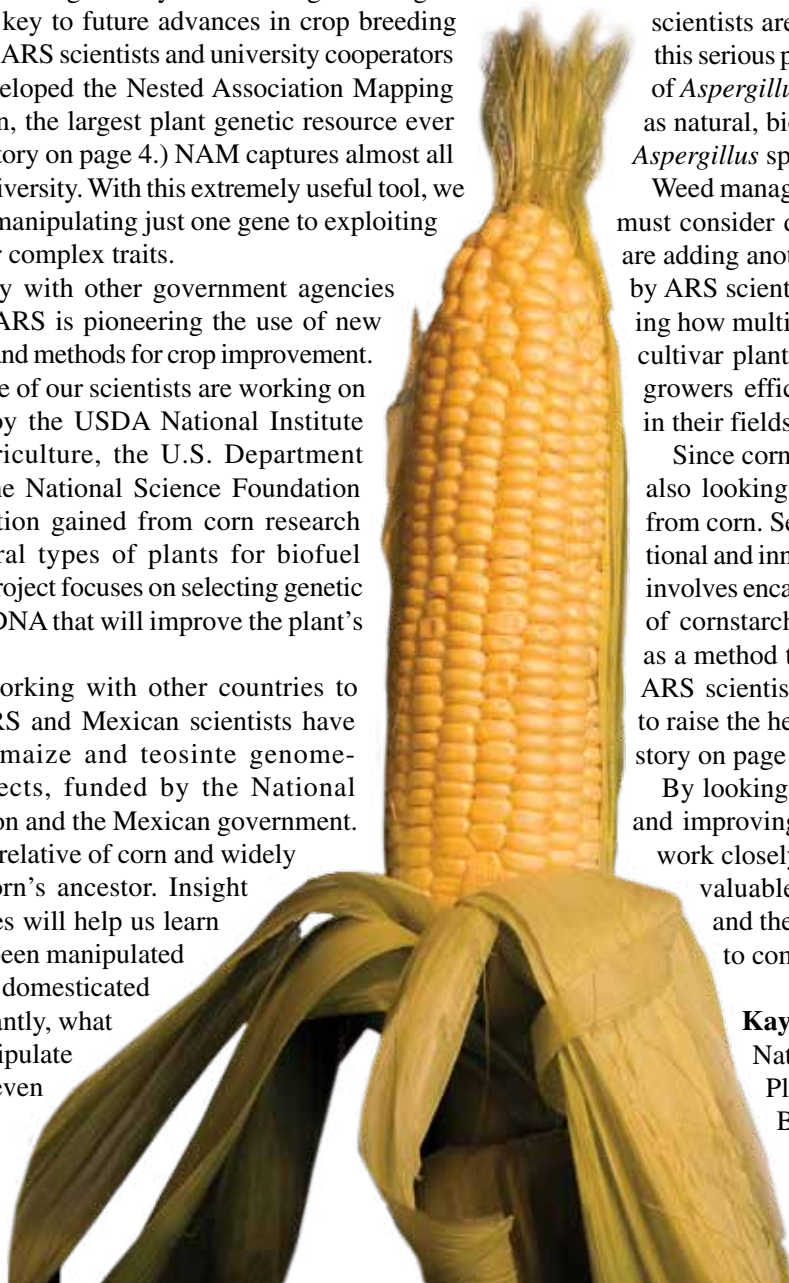 key to future advances in crop breeding
ARS scientists and university cooperators
eloped the Nested Association Mapping
n, the largest plant genetic resource ever
tory on page 4.) NAM captures almost all
iversity. With this extremely useful tool, we
manipulating just one gene to exploiting
complex traits.
y with other government agencies
ARS is pioneering the use of new
and methods for crop improvement.
e of our scientists are working on
by the USDA National Institute
riculture, the U.S. Department
he National Science Foundation
tion gained from corn research
ral types of plants for biofuel
roject focuses on selecting genetic
DNA that will improve the plant’s
orking with other countries to
RS and Mexican scientists have
maize and teosinte genome-
ects, funded by the National
on and the Mexican government.
relative of corn and widely
orn’s ancestor. Insight
es will help us learn
been manipulated
domesticated
antly, what
ipulate
even
scientists are
this serious p
of Aspergillu
as natural, bio
Aspergillus sp
Weed manag
must consider c
are adding anot
by ARS scient
ing how multi
cultivar plant
growers effic
in their fields
Since corn
also looking
from corn. Se
tional and inn
involves enca
of cornstarch
as a method t
ARS scientis
to raise the he
story on page
By looking
and improving
work closely
valuable
and the
to con
Kay
Nat
Pl
B